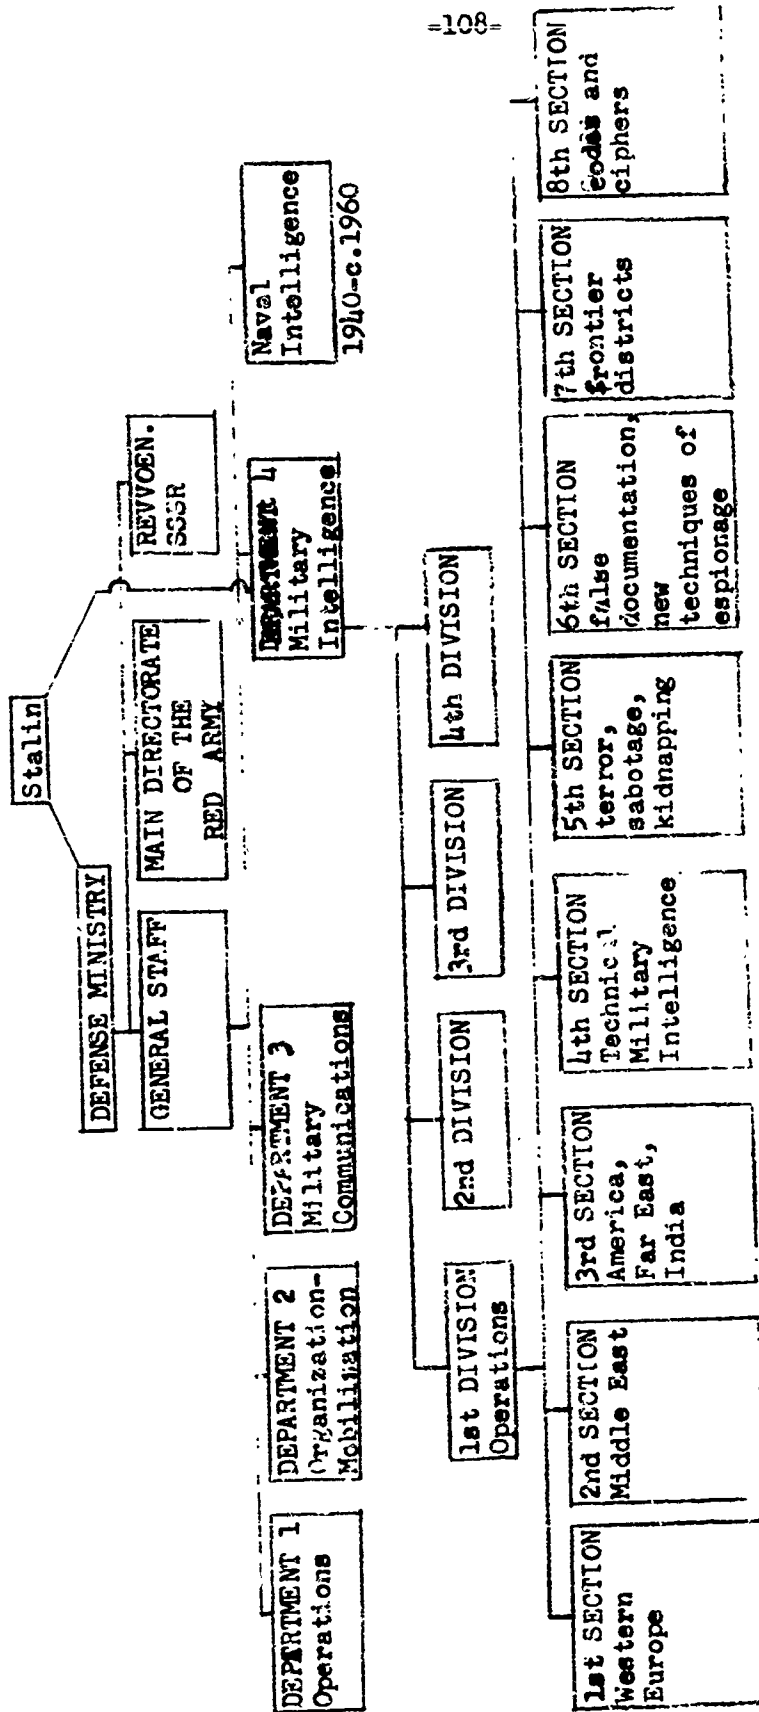 =108=
Stalin
DEFENSE MINISTRY
GENERAL STAFF
MAIN DIRECTORATE
OF THE
RED ARMY
REVVOEN.
SSSR
DEPARTMENT 1
Operations
DEPARTMENT 2
Organization-
Mobilization
DEPARTMENT 3
Military
Communications
DEPARTMENT 4
Military
Intelligence
Naval
Intelligence
1940-c.1960
1st DIVISION
Operations
2nd DIVISION
3rd DIVISION
4th DIVISION
1st SECTION
Western
Europe
2nd SECTION
Middle East
3rd SECTION
America,
Far East,
India
4th SECTION
Technical
Military
Intelligence
5th SECTION
terror,
sabotage,
kidnapping
6th SECTION
false
documentation,
new
techniques of
espionage
7th SECTION
frontier
districts
8th SECTION
codes and
ciphers